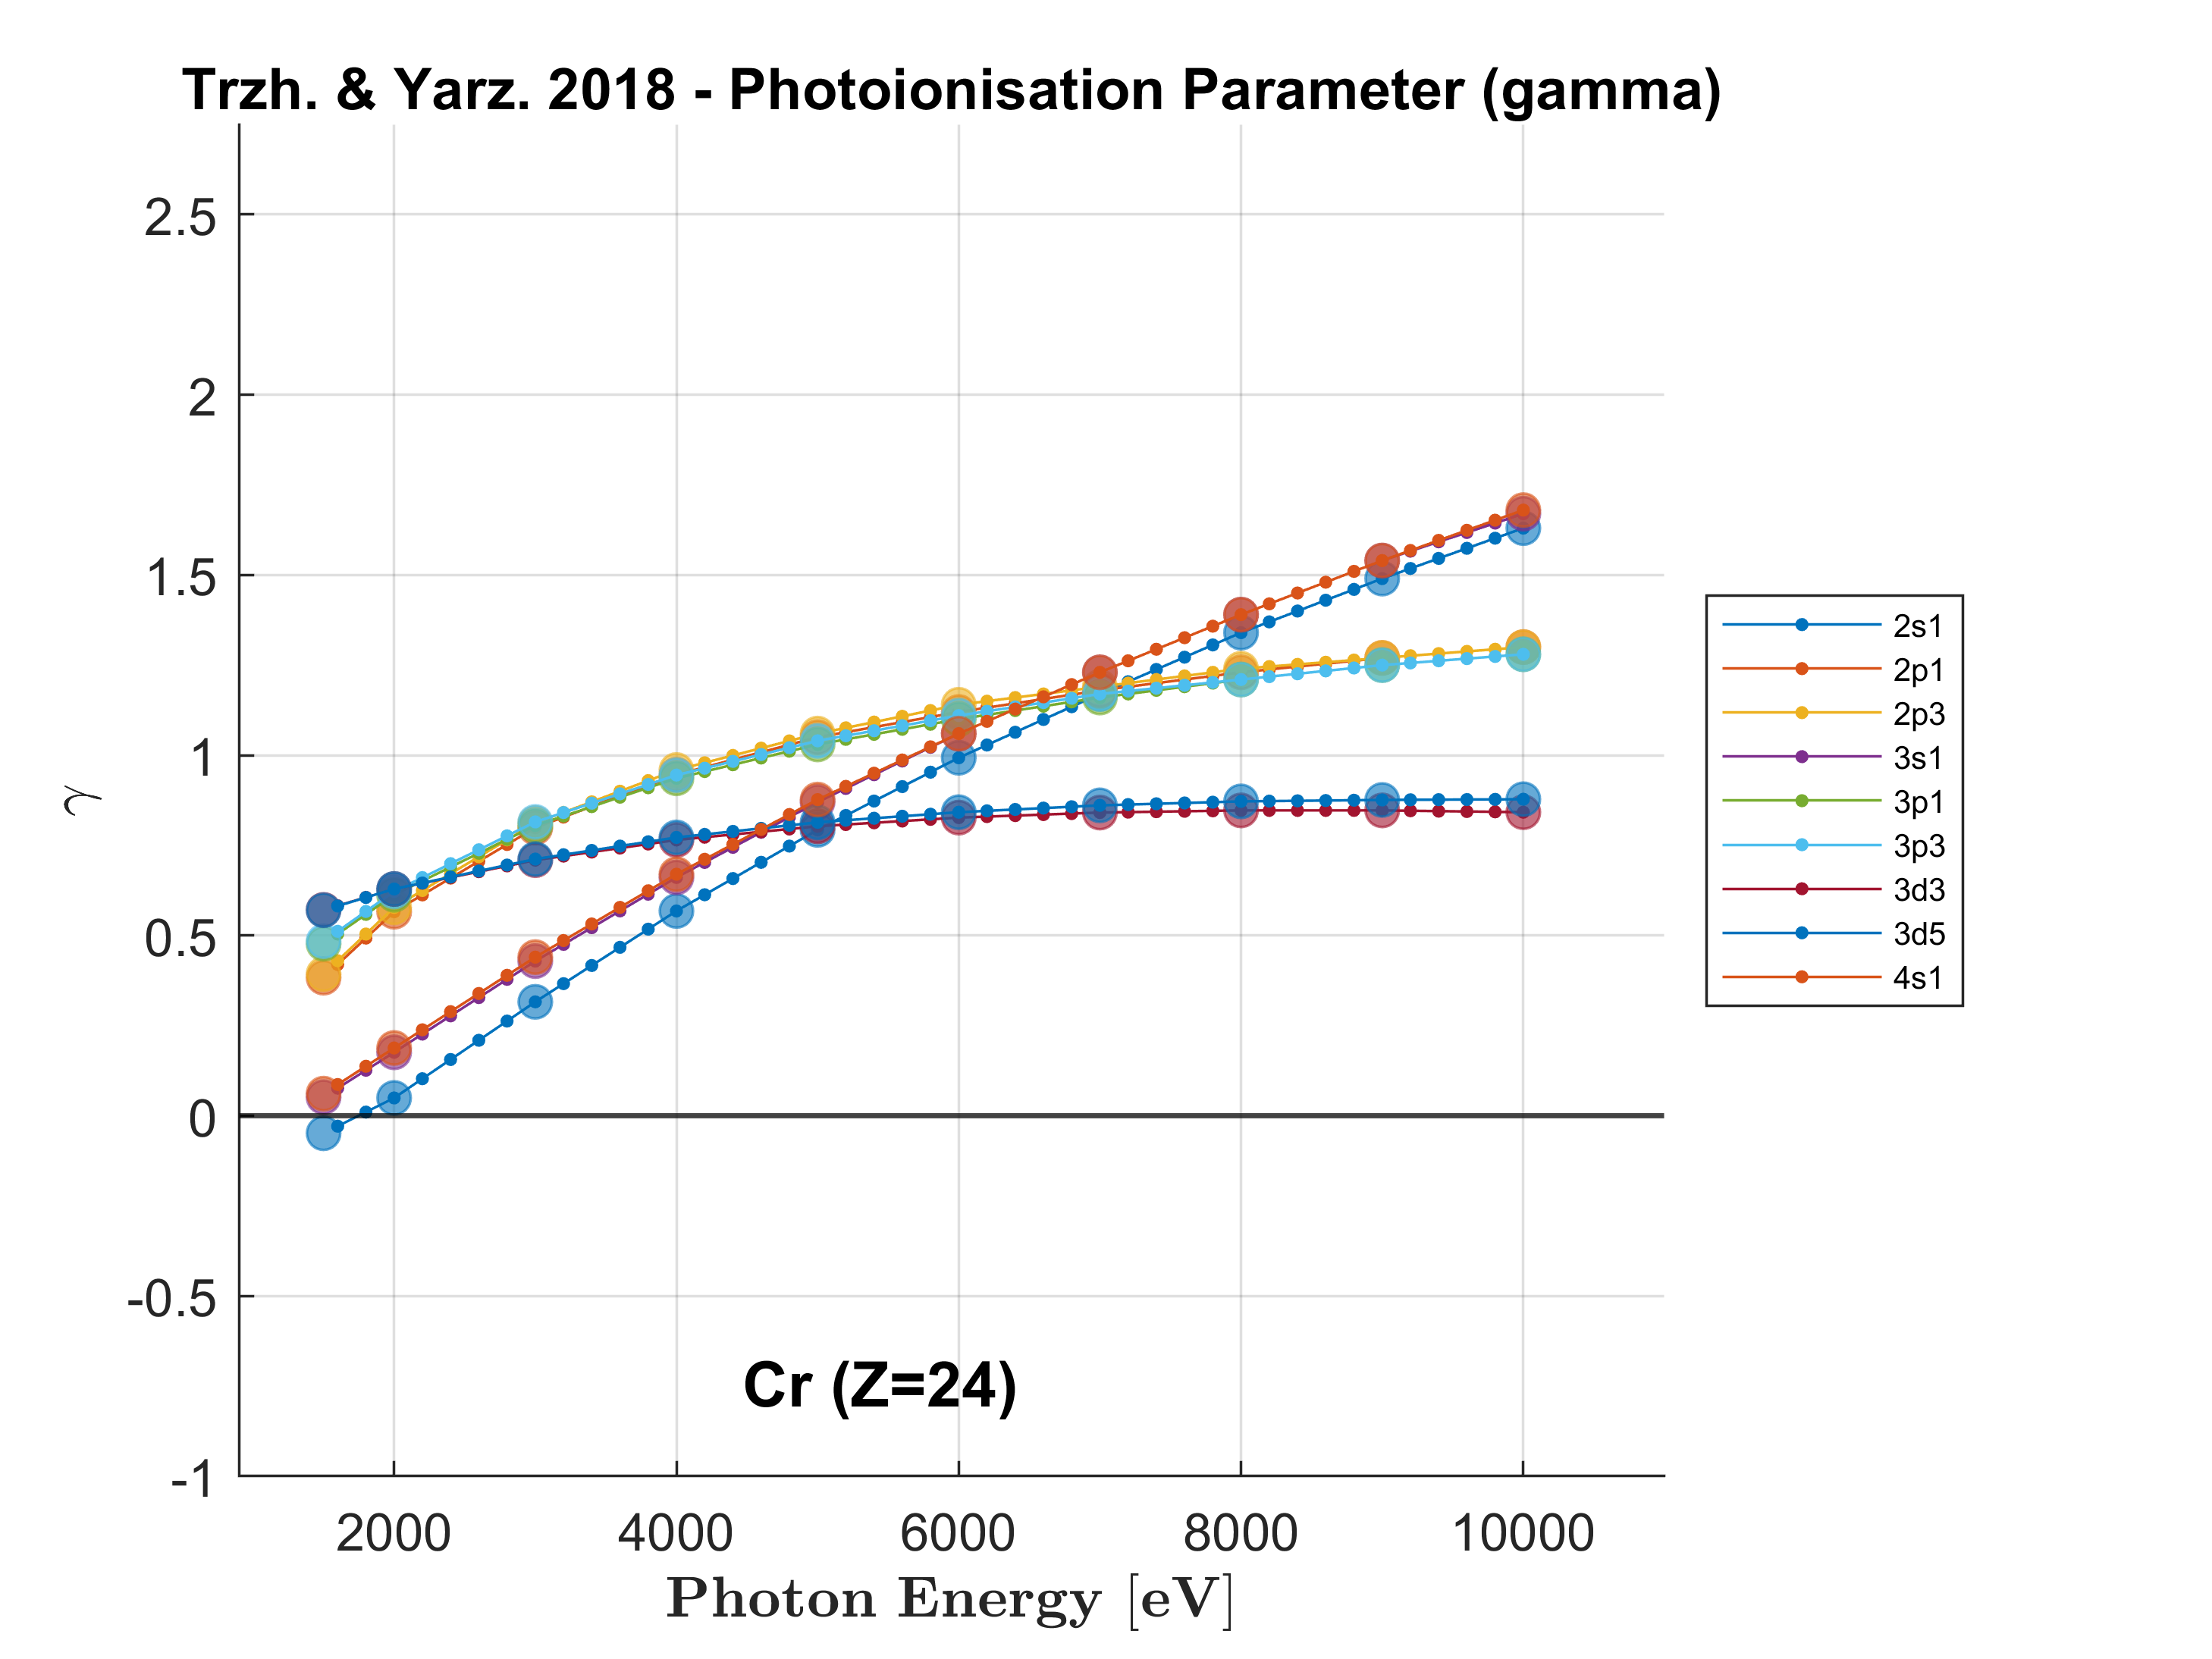 Trzh. & Yarz. 2018 - Photoionisation Parameter (gamma)
2.5
2
1.5
1
0.5
0
-0.5
-1
γ
2s1
2p1
2p3
3s1
3p1
3p3
3d3
3d5
4s1
Cr (Z=24)
2000 4000 6000 8000 10000
Photon Energy [eV]